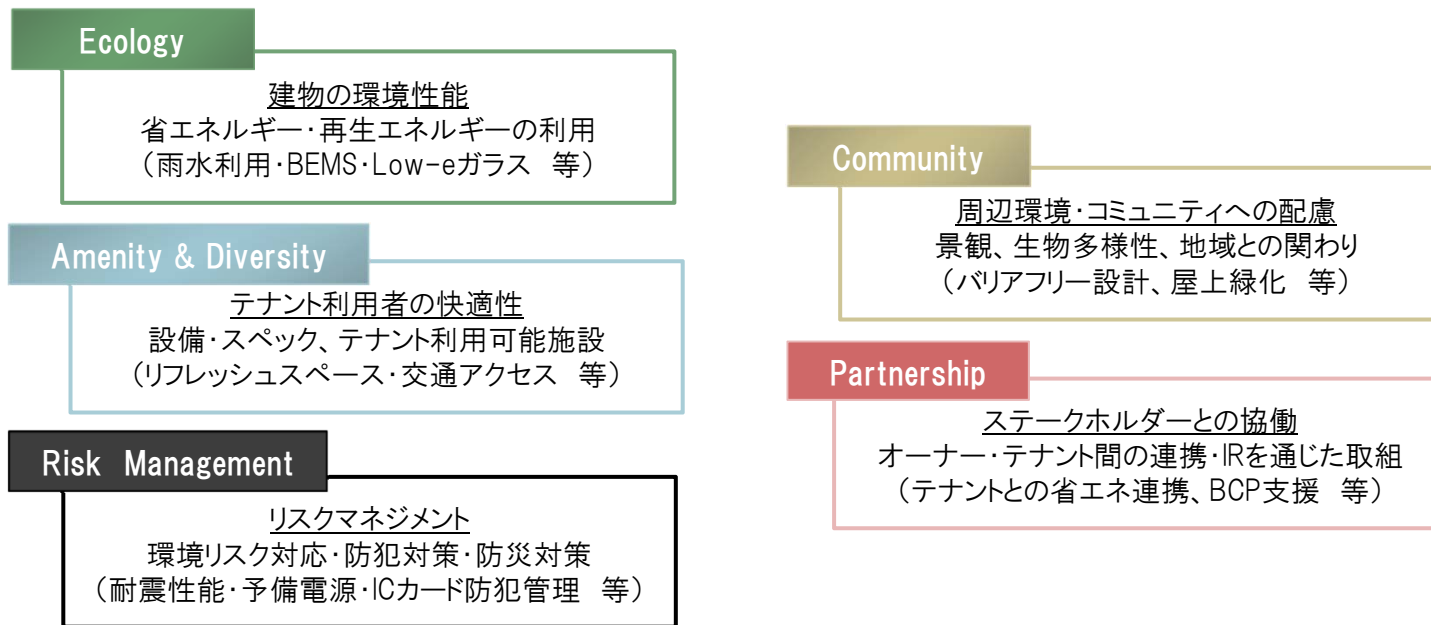 Ecology
建物の環境性能
省エネルギー・再生エネルギーの利用
(雨水利用・BEMS・Low-eガラス 等)
Amenity & Diversity
テナント利用者の快適性
設備・スペック、テナント利用可能施設
(リフレッシュスペース・交通アクセス 等)
Risk Management
リスクマネジメント
環境リスク対応・防犯対策・防災対策
(耐震性能・予備電源・ICカード防犯管理 等)
Community
周辺環境・コミュニティへの配慮
景観、生物多様性、地域との関わり
(バリアフリー設計、屋上緑化 等)
Partnership
ステークホルダーとの協働
オーナー・テナント間の連携・IRを通じた取組
(テナントとの省エネ連携、BCP支援 等)